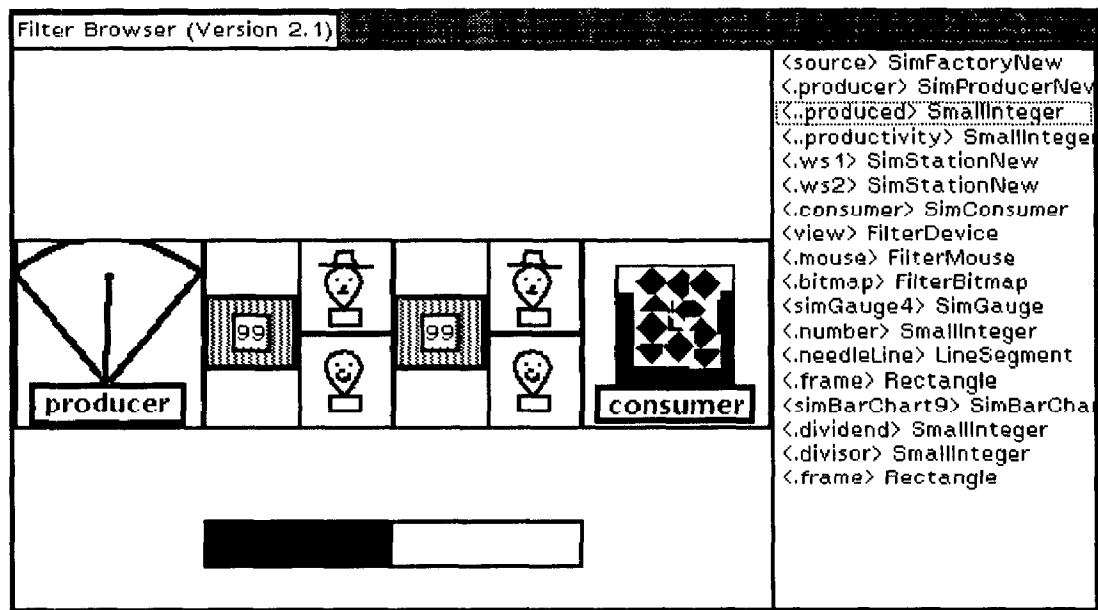 Filter Browser (Version 2.1)
<source> SimFactoryNew
<.producer> SimProducerNew
<..produced> SmallInteger
<..productivity> SmallInteger
<.ws1> SimStationNew
<.ws2> SimStationNew
<.consumer> SimConsumer
<view> FilterDevice
<.mouse> FilterMouse
<.bitmap> FilterBitmap
<simGauge4> SimGauge
<.number> SmallInteger
<.needleLine> LineSegment
<.frame> Rectangle
<simBarChart9> SimBarCha
<.dividend> SmallInteger
<.divisor> SmallInteger
<.frame> Rectangle
99
99
producer
consumer